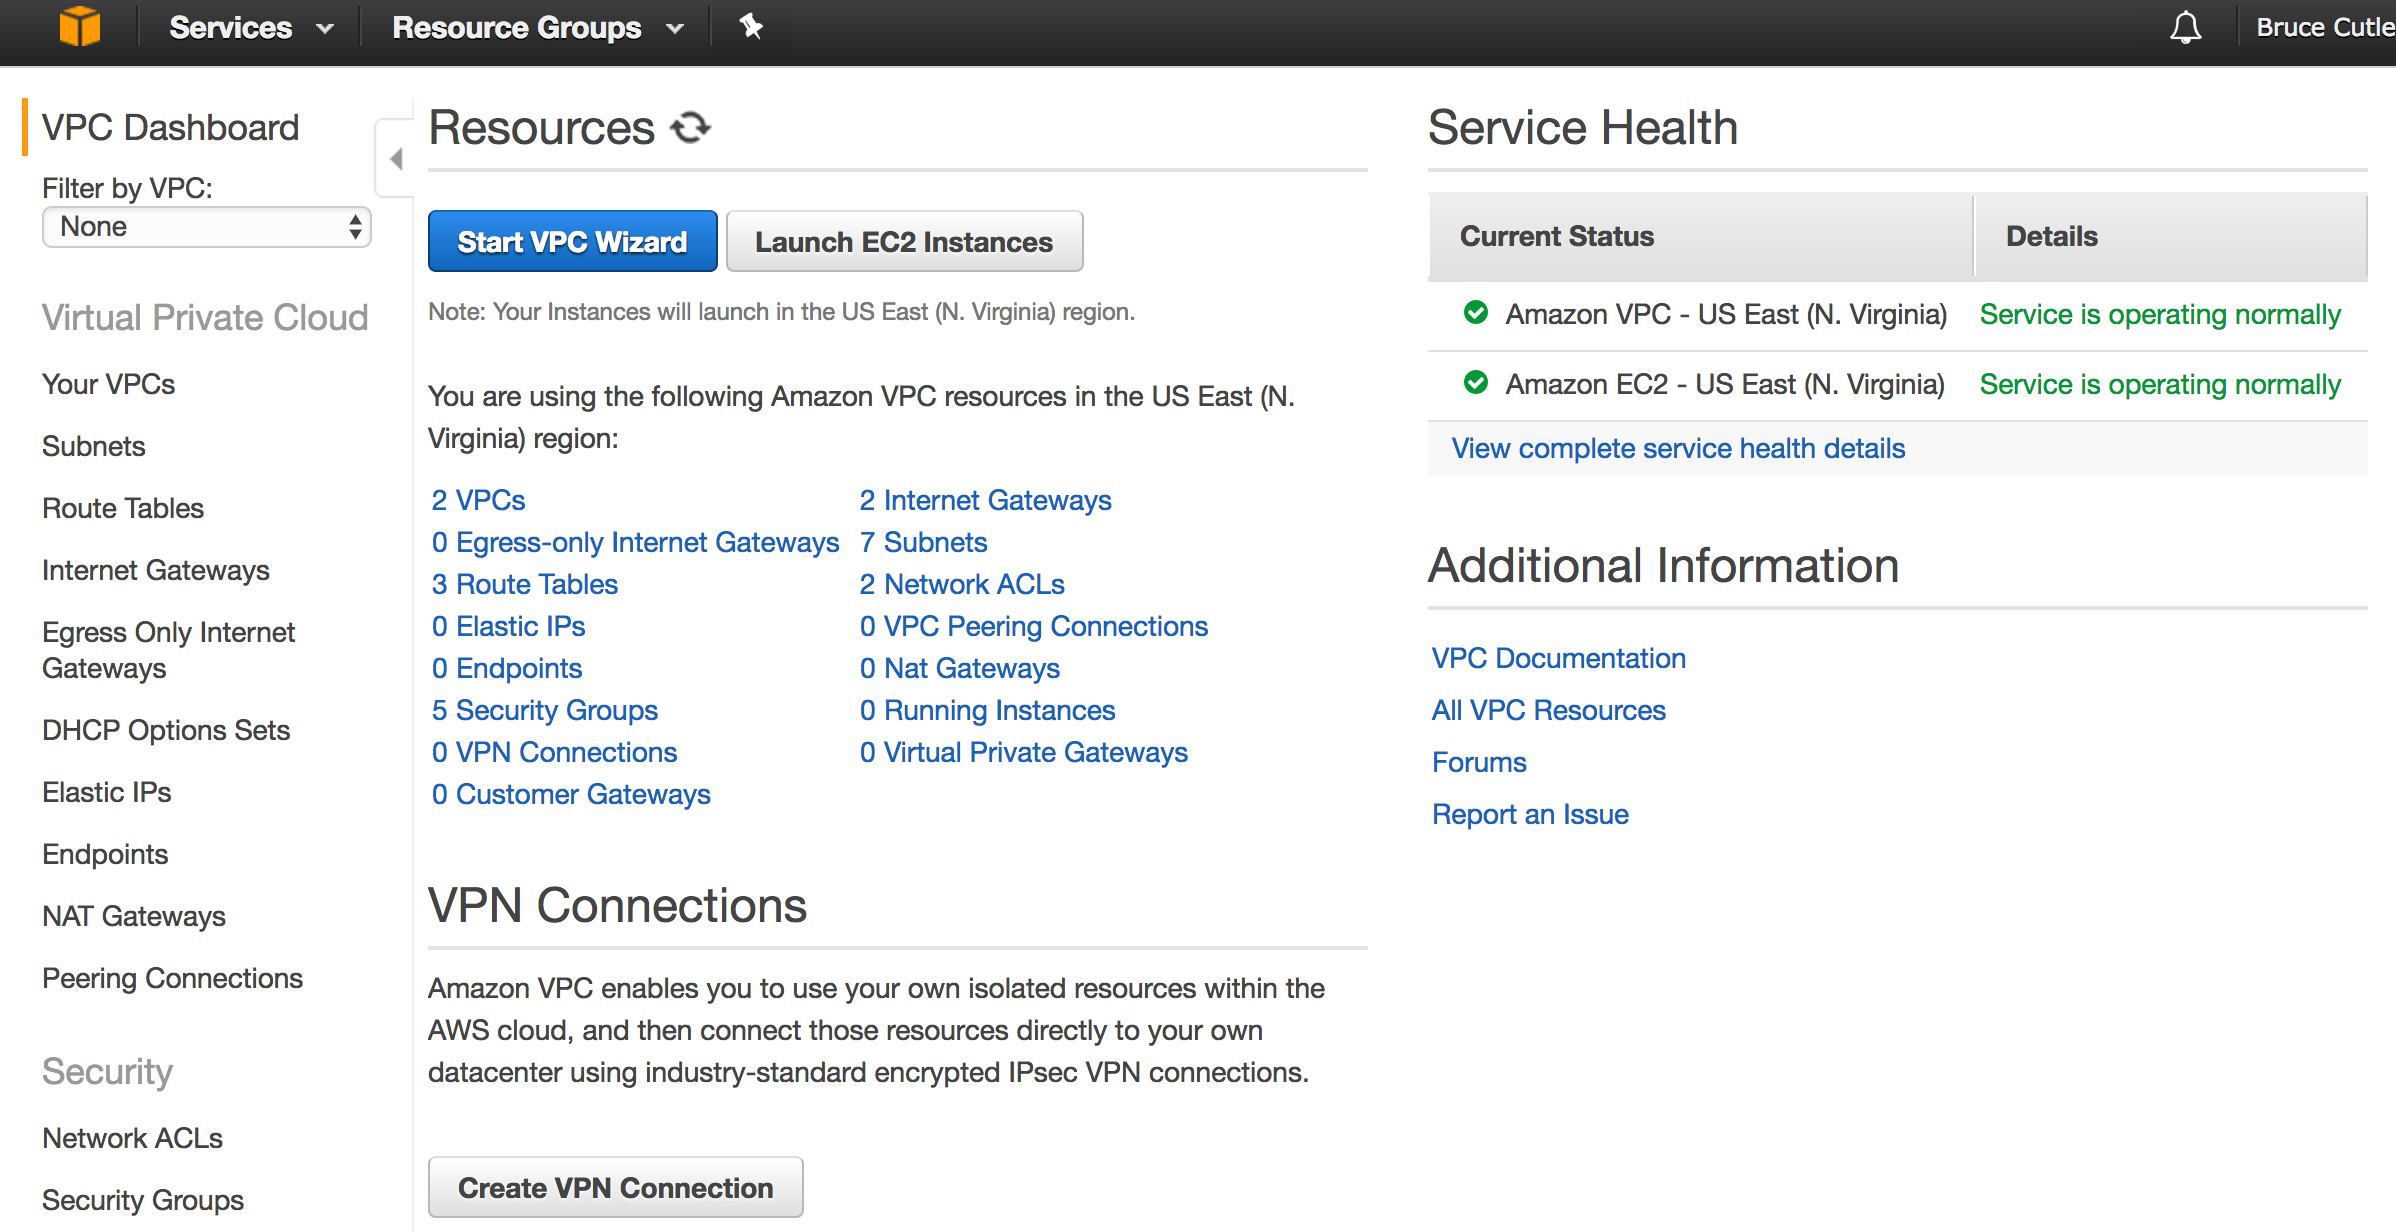 Services
Resource Groups
Bruce Cutle
VPC Dashboard
Filter by VPC:
None
Virtual Private Cloud
Your VPCs
Subnets
Route Tables
Internet Gateways
Egress Only Internet
Gateways
DHCP Options Sets
Elastic IPs
Endpoints
NAT Gateways
Peering Connections
Security
Network ACLs
Security Groups
Resources
Start VPC Wizard
Launch EC2 Instances
Note: Your Instances will launch in the US East (N. Virginia) region.
You are using the following Amazon VPC resources in the US East (N.
Virginia) region:
2 VPCs
2 Internet Gateways
0 Egress-only Internet Gateways
7 Subnets
3 Route Tables
2 Network ACLs
0 Elastic IPs
0 VPC Peering Connections
0 Endpoints
0 Nat Gateways
5 Security Groups
0 Running Instances
0 VPN Connections
0 Virtual Private Gateways
0 Customer Gateways
VPN Connections
Amazon VPC enables you to use your own isolated resources within the
AWS cloud, and then connect those resources directly to your own
datacenter using industry-standard encrypted IPsec VPN connections.
Create VPN Connection
Service Health
Current Status
Details
Amazon VPC - US East (N. Virginia)
Service is operating normally
Amazon EC2 - US East (N. Virginia)
Service is operating normally
View complete service health details
Additional Information
VPC Documentation
All VPC Resources
Forums
Report an Issue